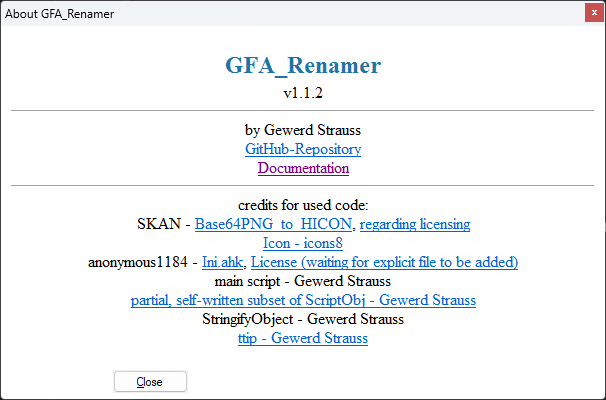 About GFA_Renamer
x
GFA_Renamer
v1.1.2
by Gewerd Strauss
GitHub-Repository
Documentation
credits for used code:
SKAN - Base64PNG_to_HICON, regarding licensing
Icon - icons8
anonymous1184 - Ini.ahk, License (waiting for explicit file to be added)
main script - Gewerd Strauss
partial, self-written subset of ScriptObj - Gewerd Strauss
StringifyObject - Gewerd Strauss
ttip - Gewerd Strauss
Close